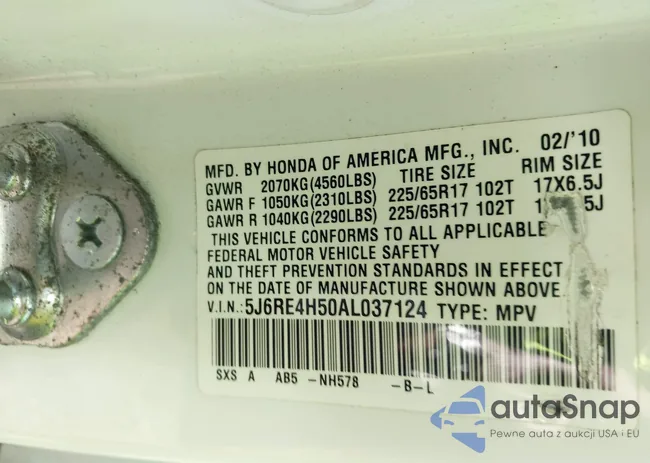 MFD. BY HONDA OF AMERICA MFG., INC. 02/'10
GVWR 2070KG(4560LBS) TIRE SIZE RIM SIZE
GAWR F 1050KG(2310LBS) 225/65R17 102T 17X6.5J
GAWR R 1040KG(2290LBS) 225/65R17 102T
THIS VEHICLE CONFORMS TO ALL APPLICABLE
FEDERAL MOTOR VEHICLE SAFETY
AND THEFT PREVENTION STANDARDS IN EFFECT
ON THE DATE OF MANUFACTURE SHOWN ABOVE.
V.I.N.: 5J6RE4H50AL037124 TYPE: MPV
SXS A AB5 -NH578 -B-L
autaSnap
Pewne auta z aukcji USA i EU